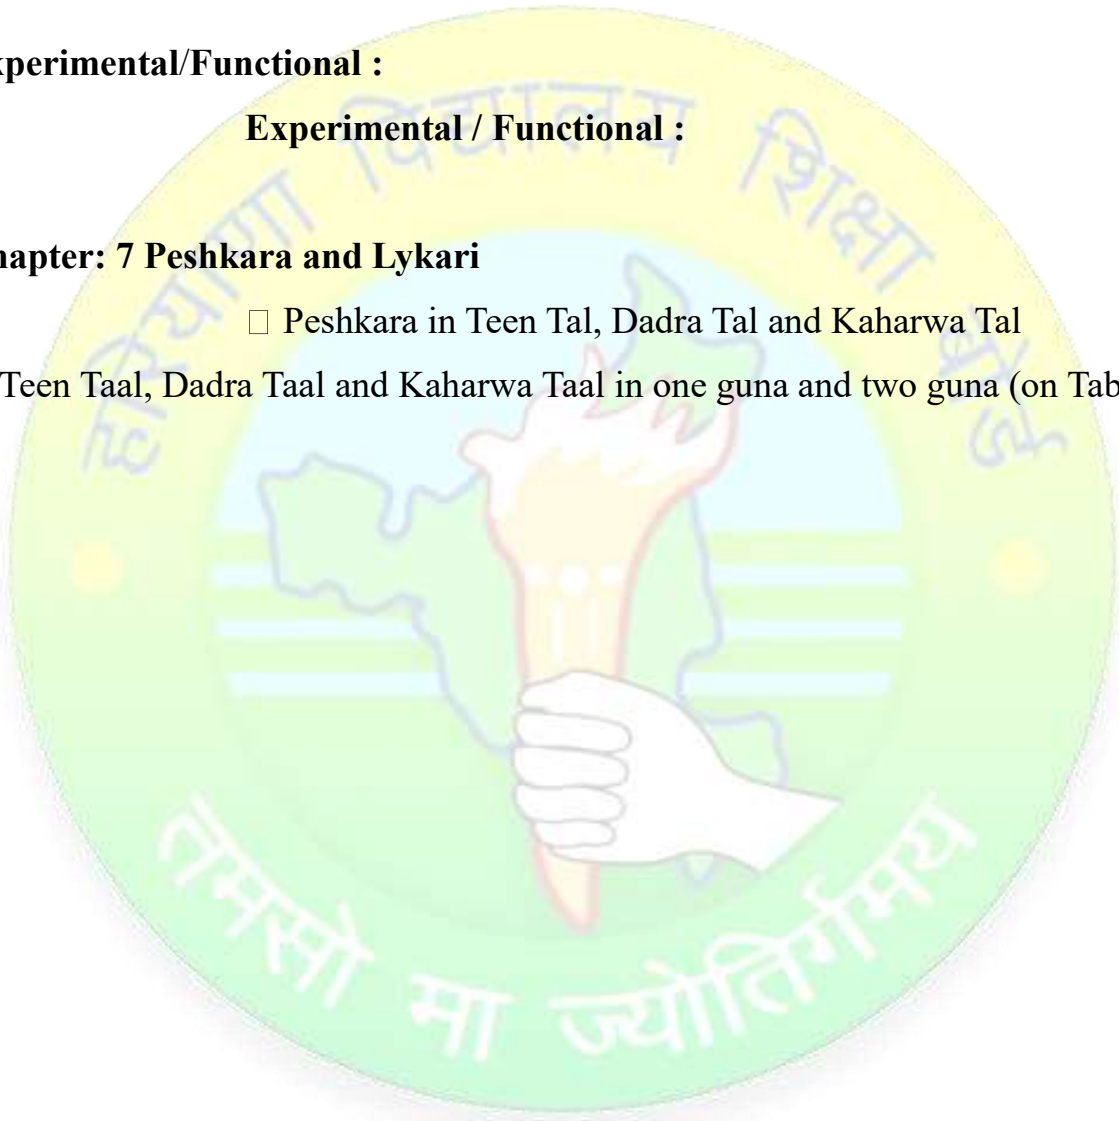 xperimental/Functional :
Experimental / Functional :
hapter: 7 Peshkara and Lykari
□ Peshkara in Teen Tal, Dadra Tal and Kaharwa Tal
Teen Taal, Dadra Taal and Kaharwa Taal in one guna and two guna (on Tab
हरियाणा विद्यालय शिक्षा बोर्ड
तमसो मा ज्योतिर्गमय